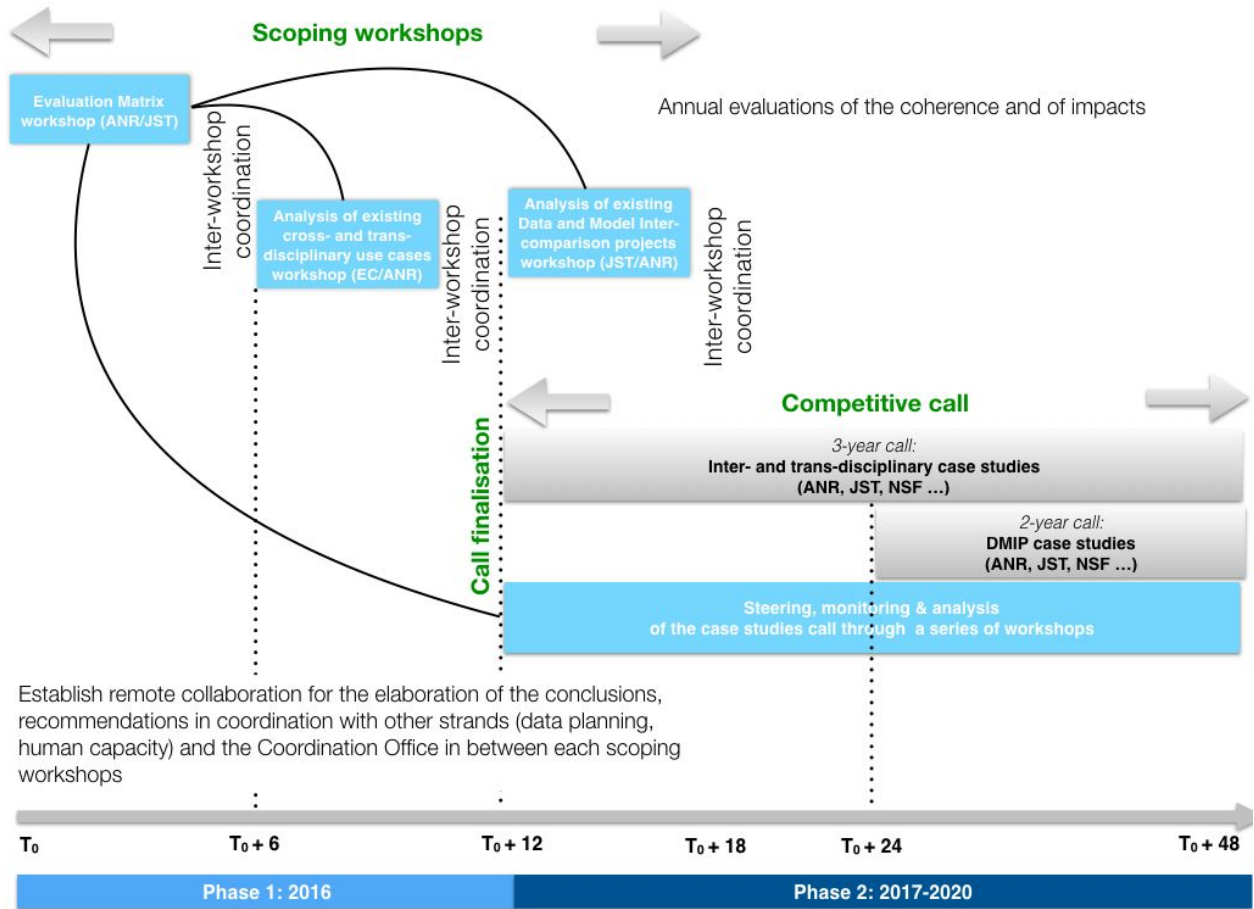 Scoping workshops
Evaluation Matrix
workshop (ANR/JST)
Annual evaluations of the coherence and of impacts
Inter-workshop
coordination
Analysis of existing
cross- and trans-
disciplinary use cases
workshop (EC/ANR)
Inter-workshop
coordination
Analysis of existing
Data and Model Inter-
comparison projects
workshop (JST/ANR)
Inter-workshop
coordination
Call finalisation
Competitive call
3-year call:
Inter- and trans-disciplinary case studies
(ANR, JST, NSF ...)
2-year call:
DMIP case studies
(ANR, JST, NSF ...)
Steering, monitoring & analysis
of the case studies call through a series of workshops
Establish remote collaboration for the elaboration of the conclusions,
recommendations in coordination with other strands (data planning,
human capacity) and the Coordination Office in between each scoping
workshops
T₀
T₀ + 6
T₀ + 12
T₀ + 18
T₀ + 24
T₀ + 48
Phase 1: 2016
Phase 2: 2017-2020